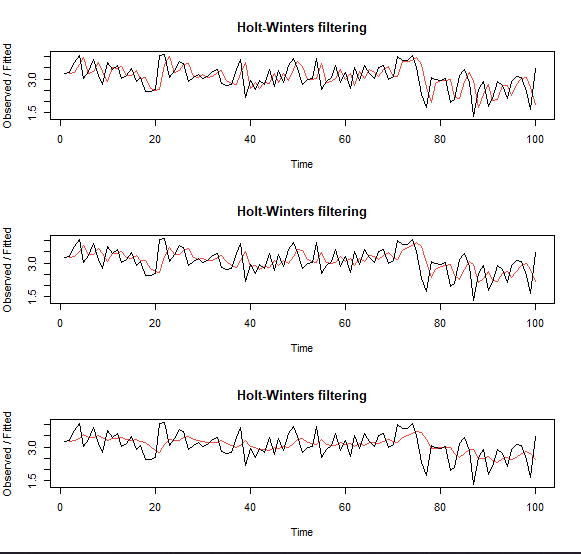 Holt-Winters filtering
Observed / Fitted
3.0
1.5
0 20 40 60 80 100
Time
Holt-Winters filtering
Observed / Fitted
3.0
1.5
0 20 40 60 80 100
Time
Holt-Winters filtering
Observed / Fitted
3.0
1.5
0 20 40 60 80 100
Time